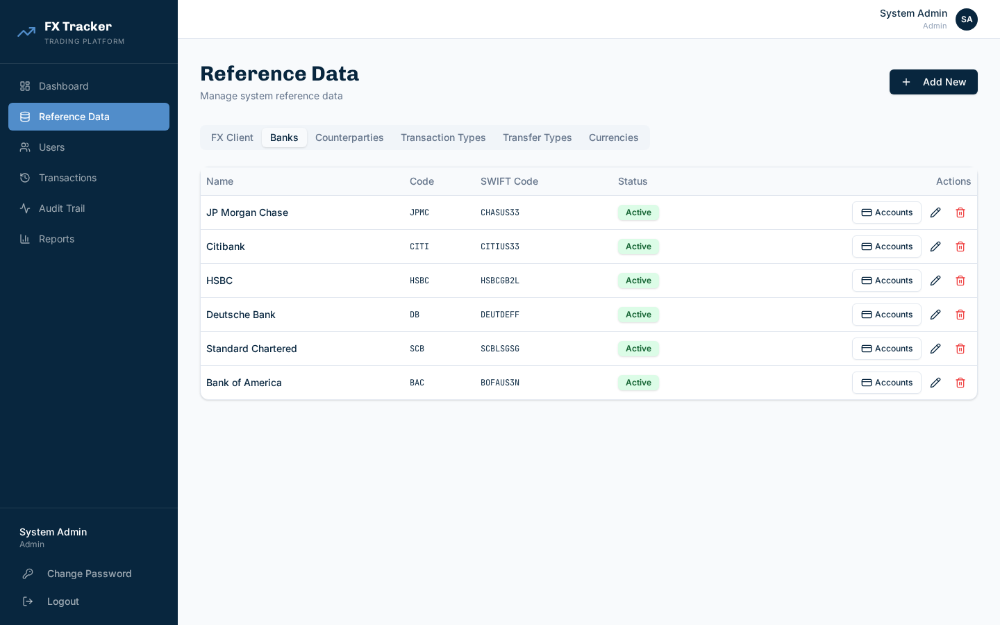 FX Tracker
TRADING PLATFORM
Dashboard
Reference Data
Users
Transactions
Audit Trail
Reports
System Admin
Admin
Change Password
Logout
System Admin
Admin
SA
Reference Data
Manage system reference data
Add New
FX Client Banks Counterparties Transaction Types Transfer Types Currencies
Name Code SWIFT Code Status Actions
JP Morgan Chase JPMC CHASUS33 Active Accounts
Citibank CITI CITIUS33 Active Accounts
HSBC HSBC HSBCGB2L Active Accounts
Deutsche Bank DB DEUTDEFF Active Accounts
Standard Chartered SCB SCBLSGSG Active Accounts
Bank of America BAC BOFAUS3N Active Accounts